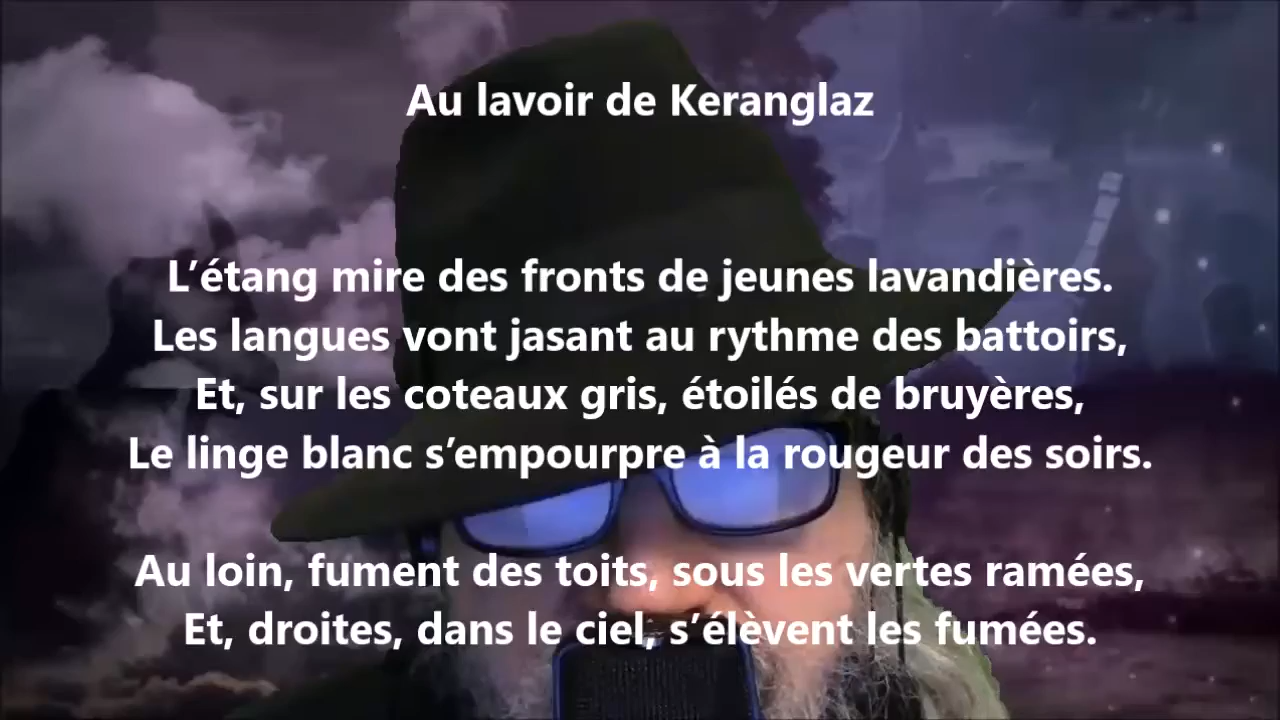 Au lavoir de Keranglaz
L’étang mire des fronts de jeunes lavandières.
Les langues vont jasant au rythme des battoirs,
Et, sur les coteaux gris, étoilés de bruyères,
Le linge blanc s’empourpre à la rougeur des soirs.
Au loin, fument des toits, sous les vertes ramées,
Et, droites, dans le ciel, s’élèvent les fumées.